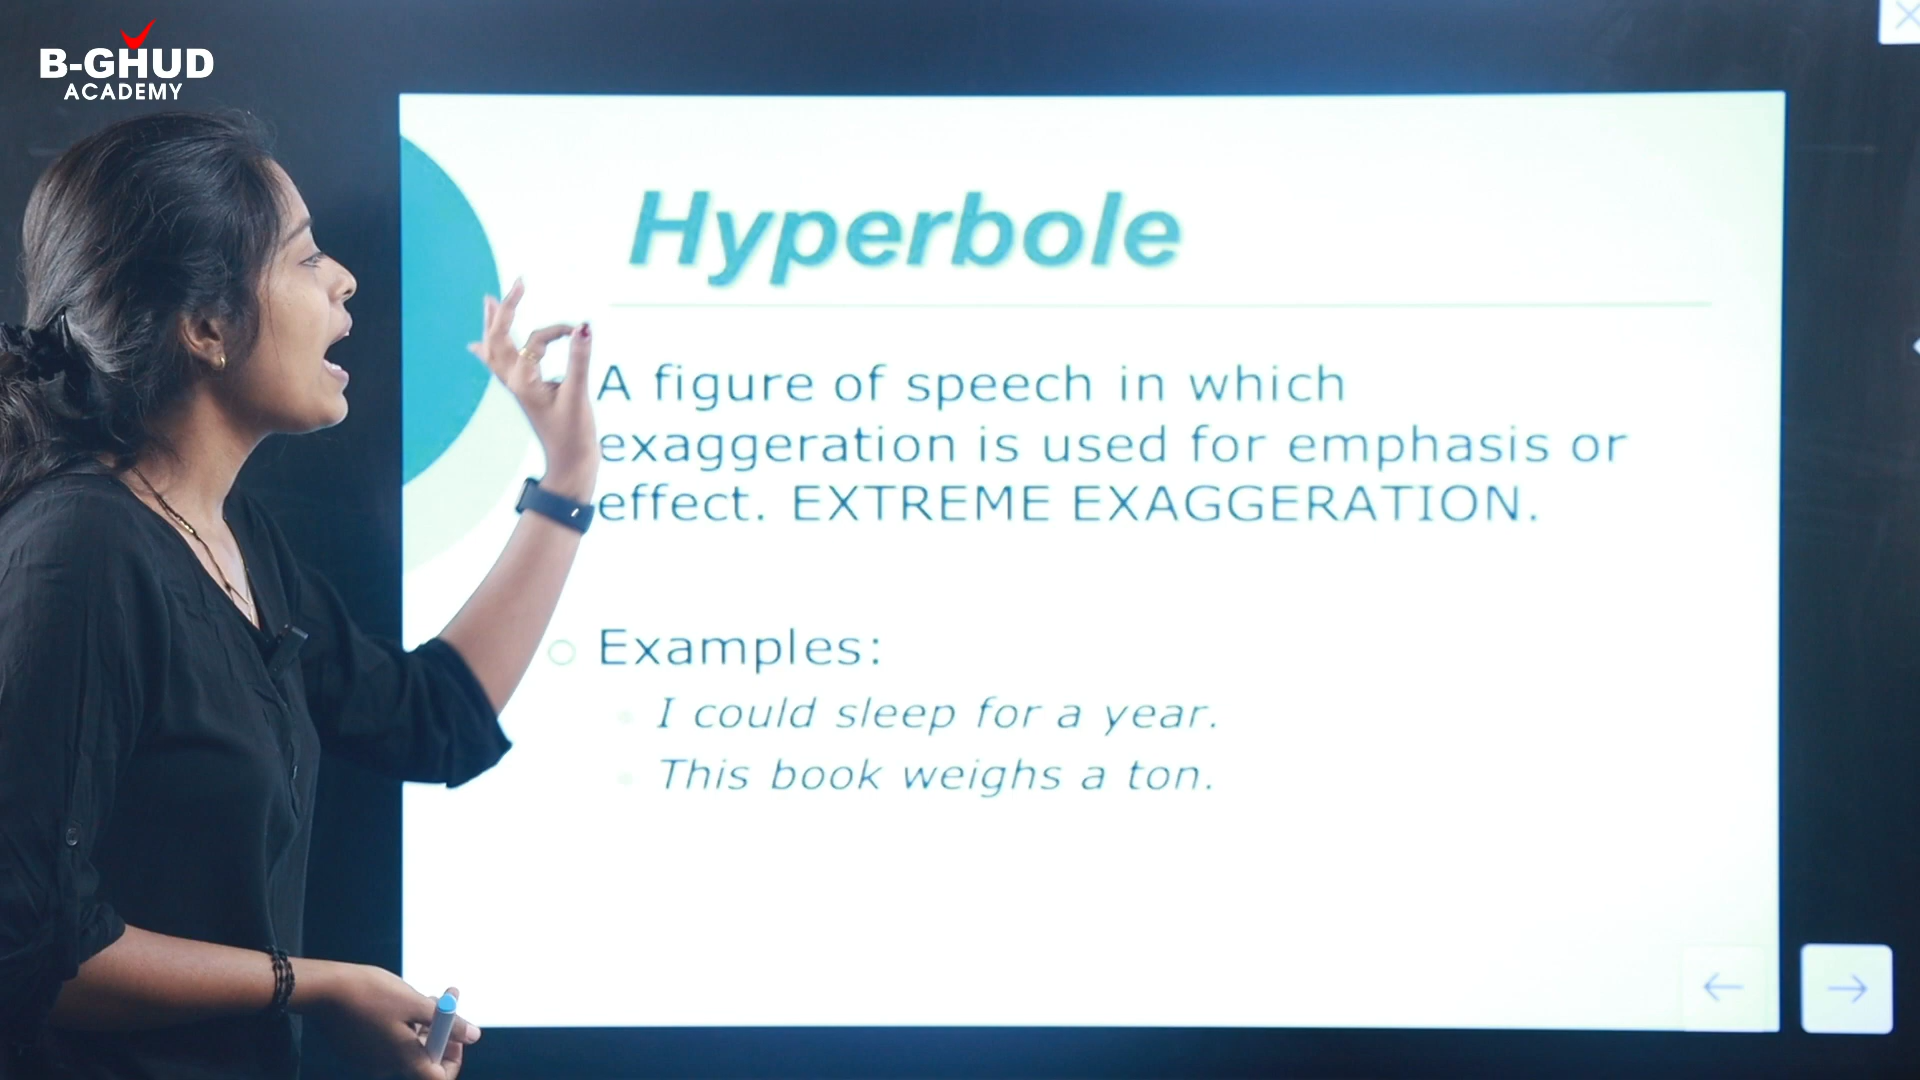 B-GHUD
ACADEMY
Hyperbole
A figure of speech in which
exaggeration is used for emphasis or
effect. EXTREME EXAGGERATION.
Examples:
I could sleep for a year.
This book weighs a ton.